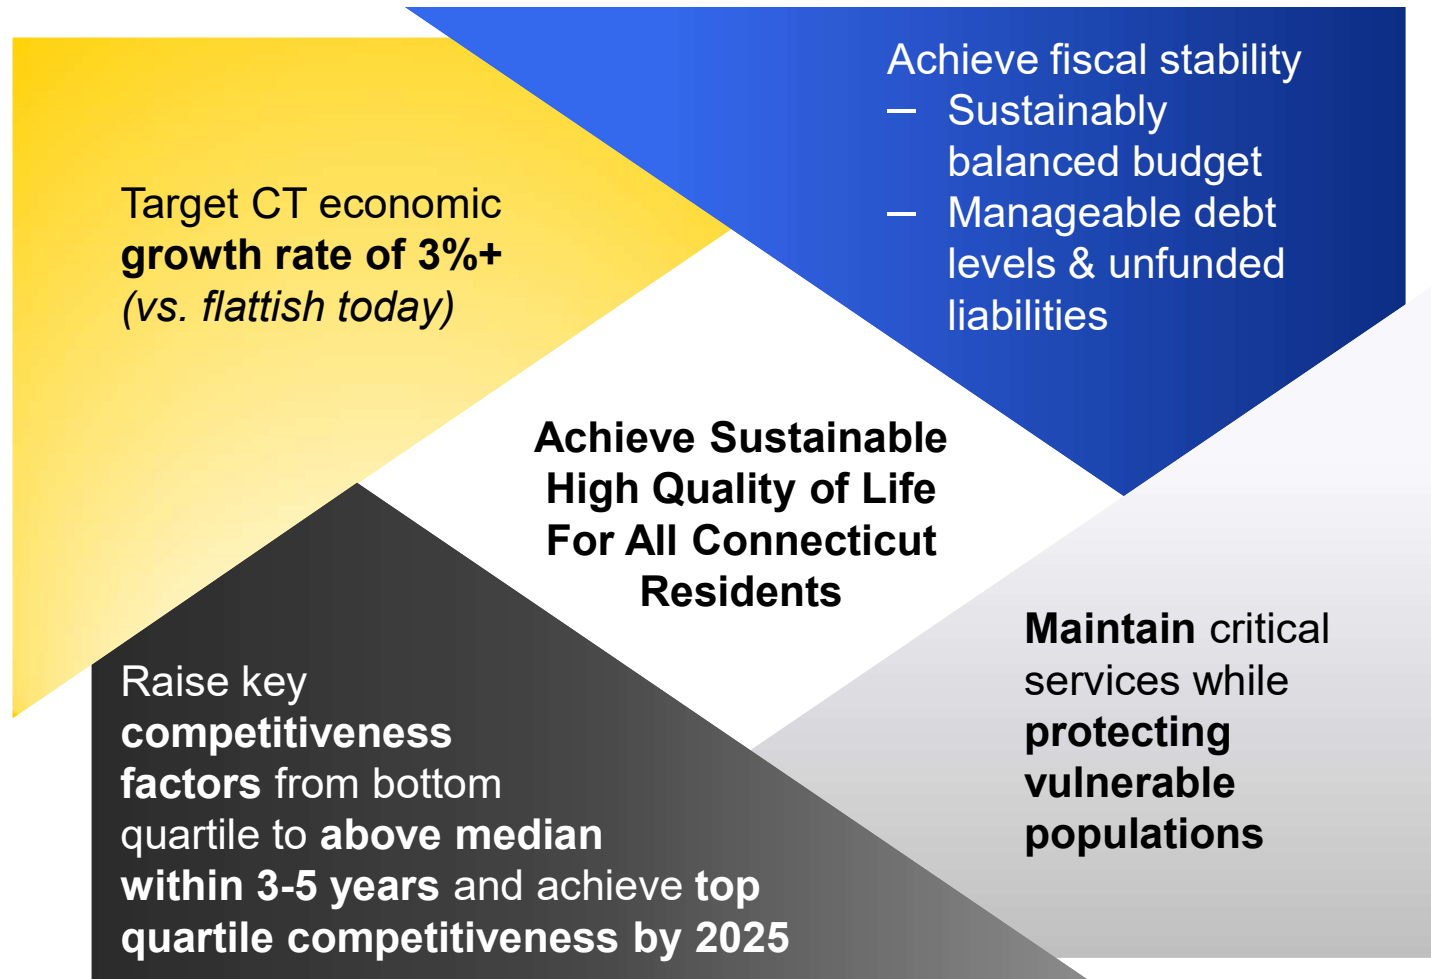 Target CT economic
growth rate of 3%+
(vs. flattish today)
Achieve fiscal stability
– Sustainably
balanced budget
– Manageable debt
levels & unfunded
liabilities
Achieve Sustainable
High Quality of Life
For All Connecticut
Residents
Raise key
competitiveness
factors from bottom
quartile to above median
within 3-5 years and achieve top
quartile competitiveness by 2025
Maintain critical
services while
protecting
vulnerable
populations